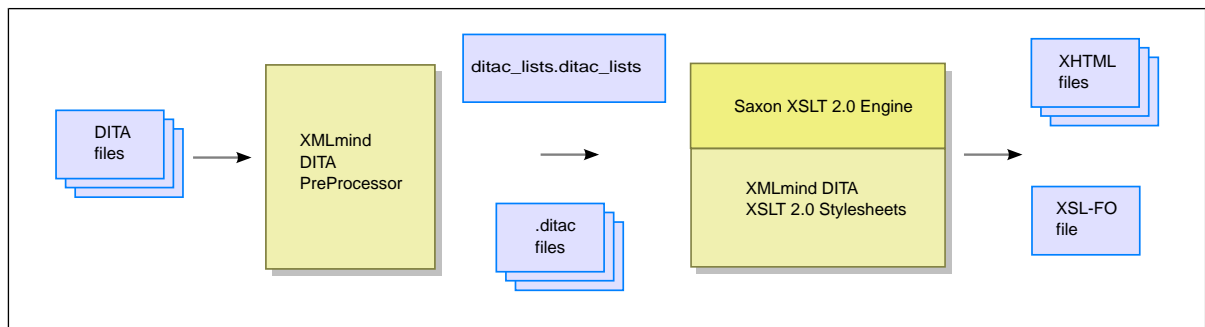 DITA
files
XMLmind
DITA
PreProcessor
ditac_lists.ditac_lists
.ditac
files
Saxon XSLT 2.0 Engine
XMLmind DITA
XSLT 2.0 Stylesheets
XHTML
files
XSL-FO
file